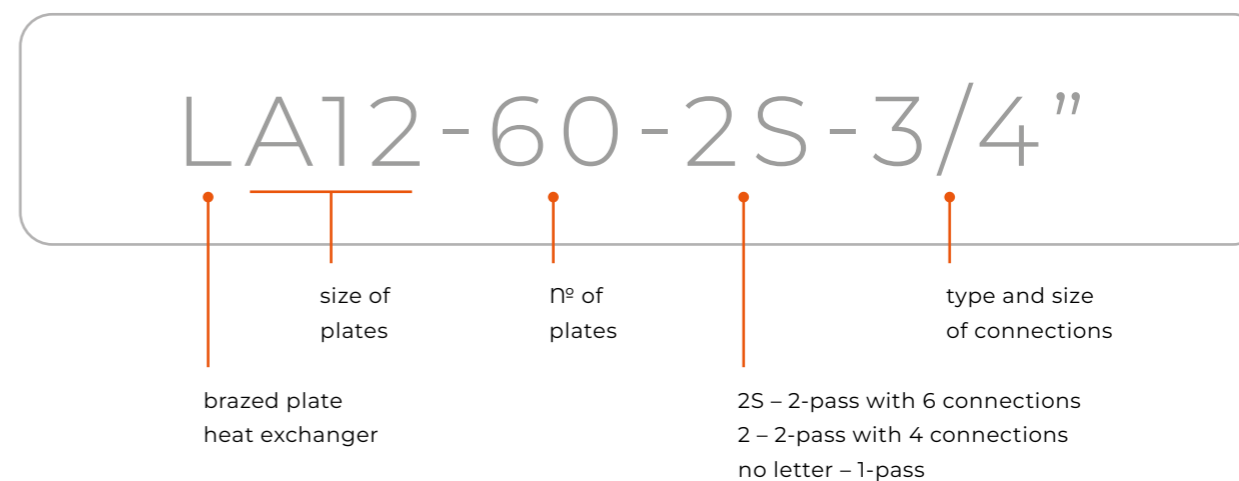 LA12-60-2S-3/4”
size of
plates
nº of
plates
type and size
of connections
brazed plate
heat exchanger
2S – 2-pass with 6 connections
2 – 2-pass with 4 connections
no letter – 1-pass